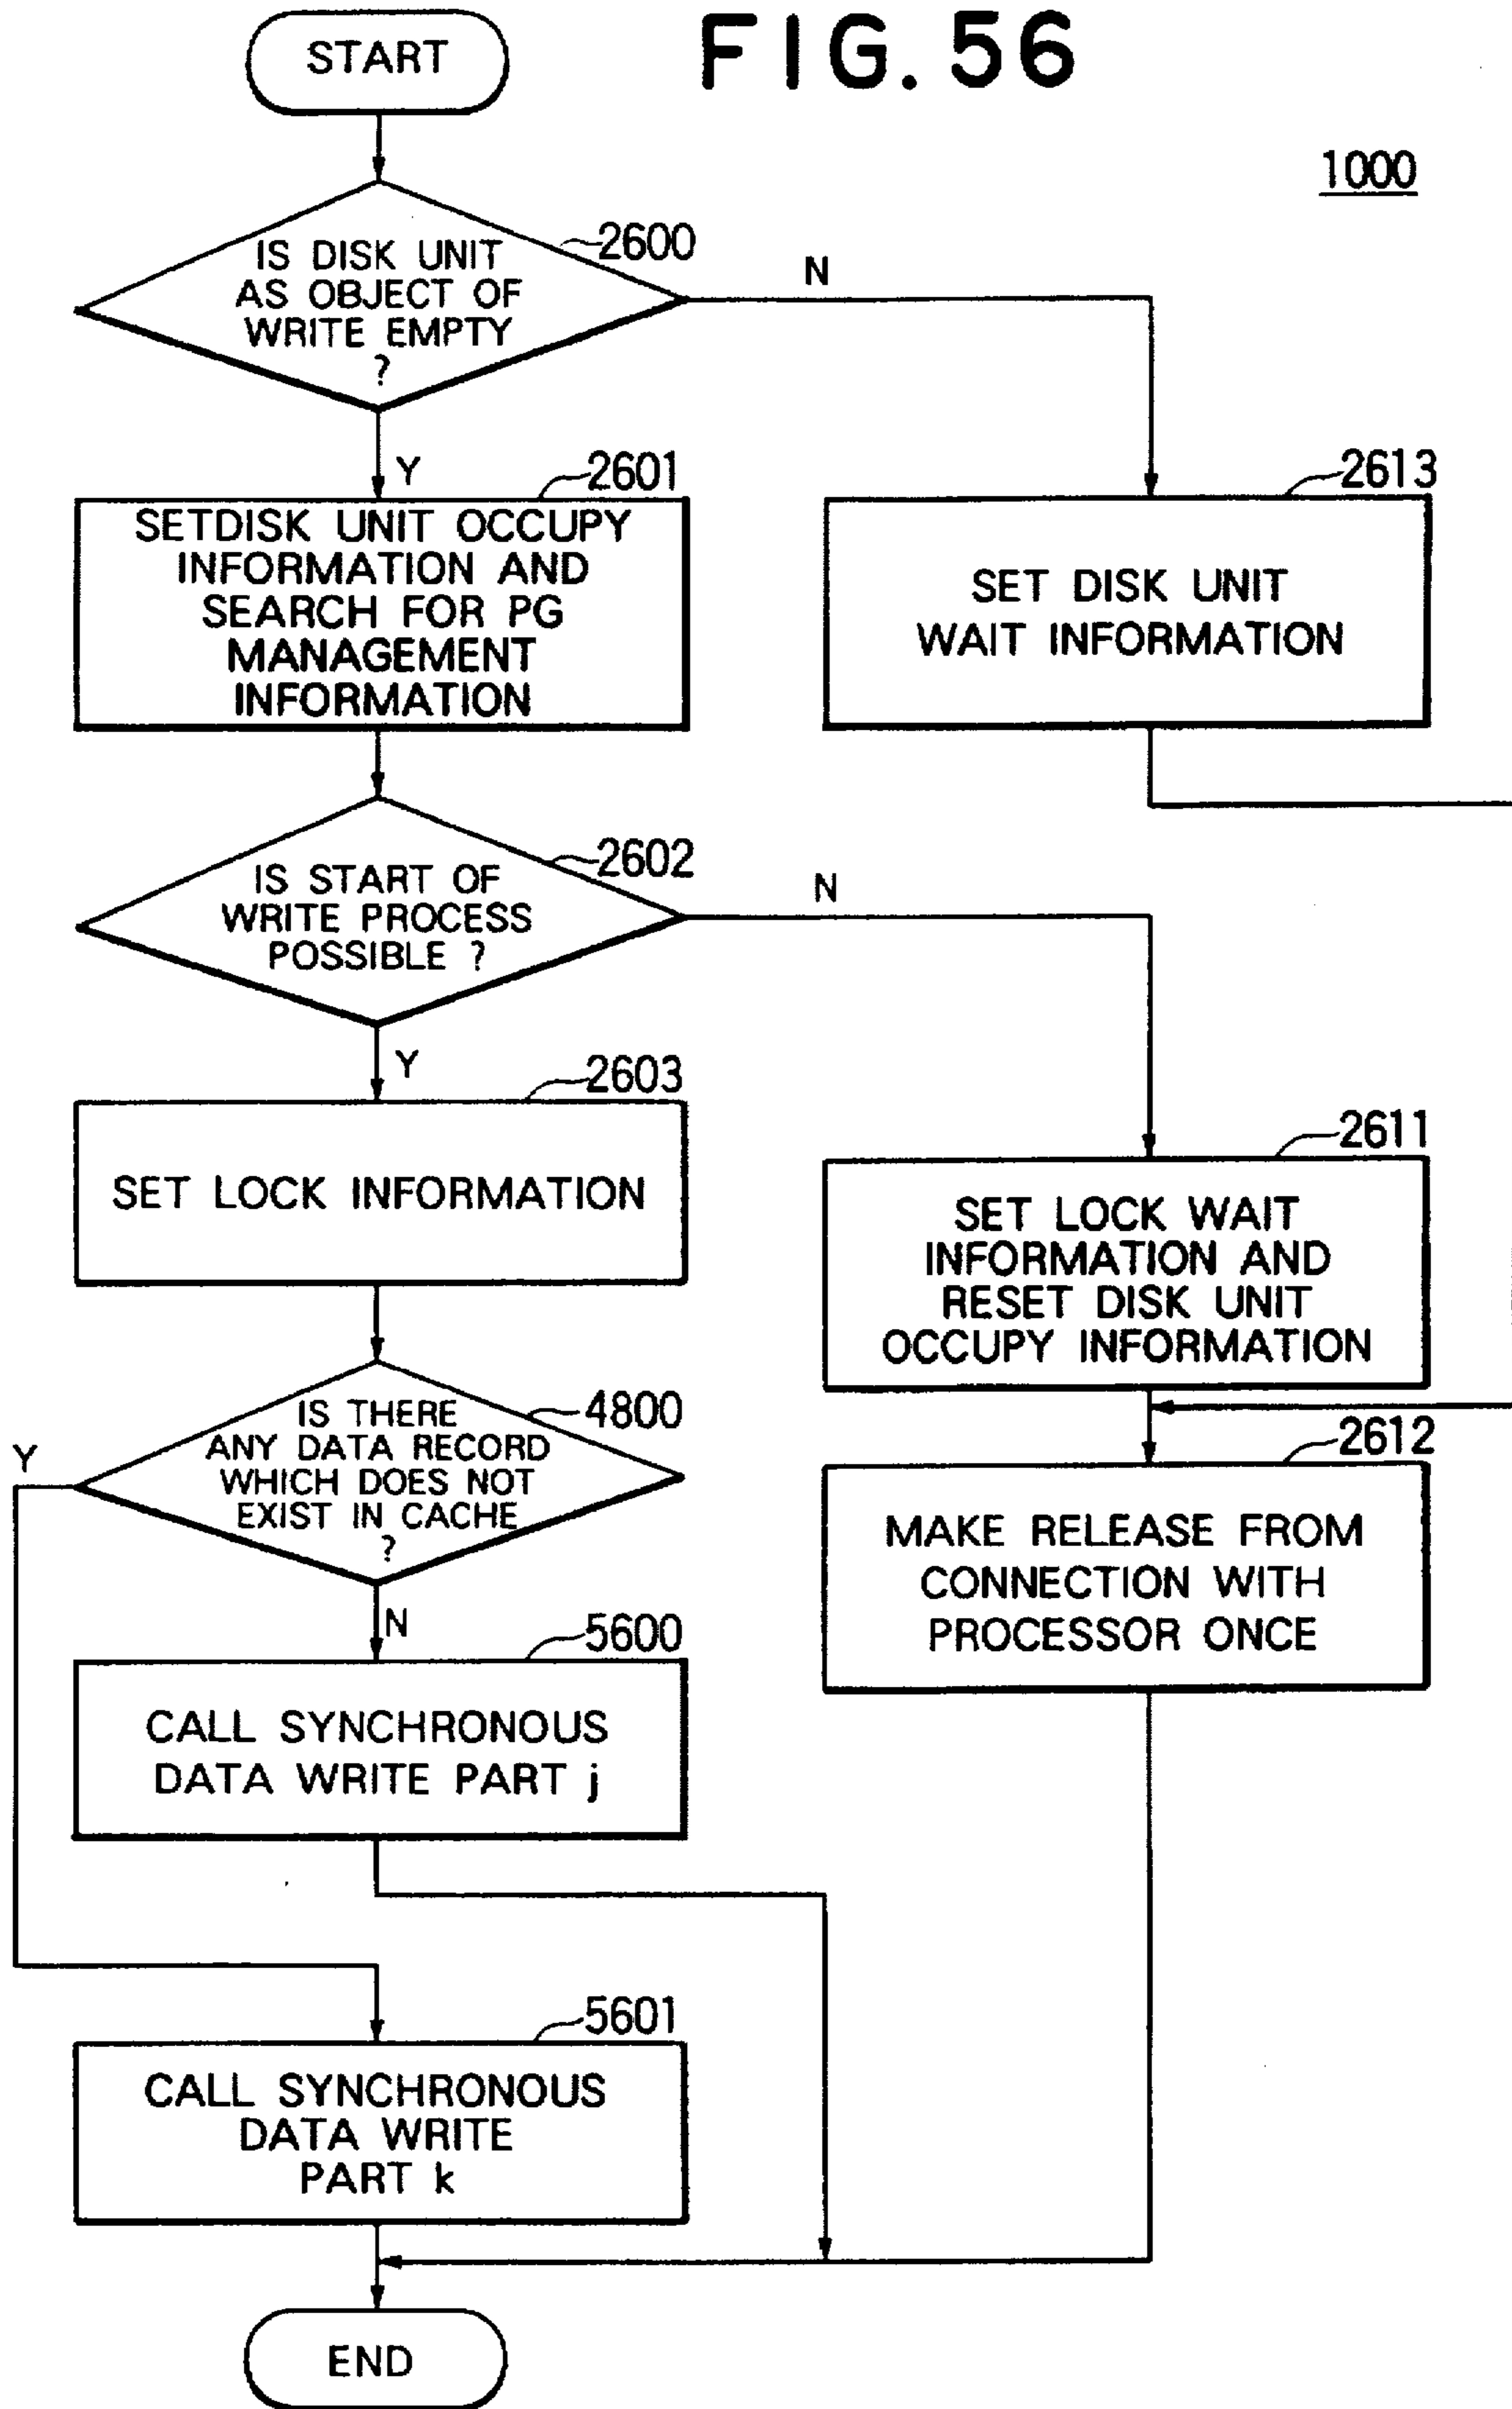 START
FIG. 56
1000
IS DISK UNIT
AS OBJECT OF
WRITE EMPTY
?
2600
N
Y
2601
SETDISK UNIT OCCUPY
INFORMATION AND
SEARCH FOR PG
MANAGEMENT
INFORMATION
2613
SET DISK UNIT
WAIT INFORMATION
IS START OF
WRITE PROCESS
POSSIBLE ?
2602
N
Y
2603
SET LOCK INFORMATION
2611
SET LOCK WAIT
INFORMATION AND
RESET DISK UNIT
OCCUPY INFORMATION
IS THERE
ANY DATA RECORD
WHICH DOES NOT
EXIST IN CACHE
?
4800
Y
N
2612
MAKE RELEASE FROM
CONNECTION WITH
PROCESSOR ONCE
5600
CALL SYNCHRONOUS
DATA WRITE PART j
5601
CALL SYNCHRONOUS
DATA WRITE
PART k
END